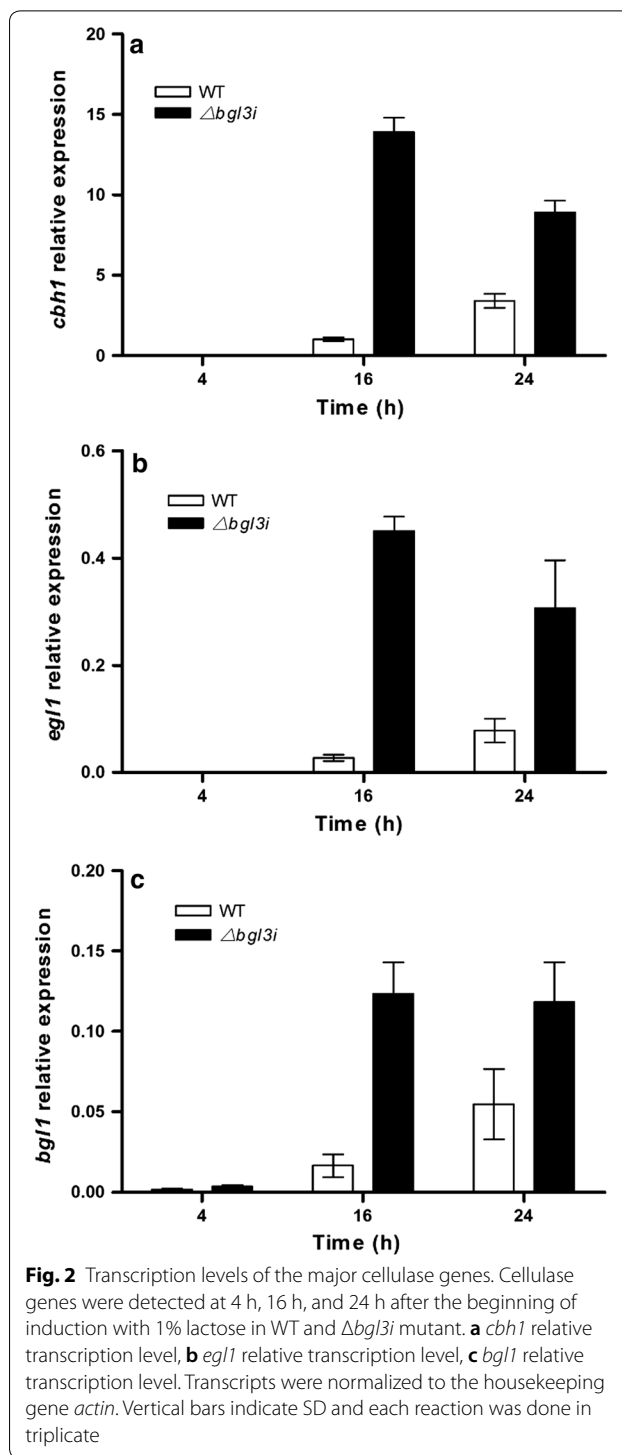 a
20
15
10
5
0
WT
△bgl3i
cbh1 relative expression
4 16 24
Time (h)
b
0.6
0.4
0.2
0.0
WT
△bgl3i
egl1 relative expression
4 16 24
Time (h)
c
0.20
0.15
0.10
0.05
0.00
WT
△bgl3i
bgl1 relative expression
4 16 24
Time (h)
Fig. 2 Transcription levels of the major cellulase genes. Cellulase
genes were detected at 4 h, 16 h, and 24 h after the beginning of
induction with 1% lactose in WT and Δbgl3i mutant. a cbh1 relative
transcription level, b egl1 relative transcription level, c bgl1 relative
transcription level. Transcripts were normalized to the housekeeping
gene actin. Vertical bars indicate SD and each reaction was done in
triplicate